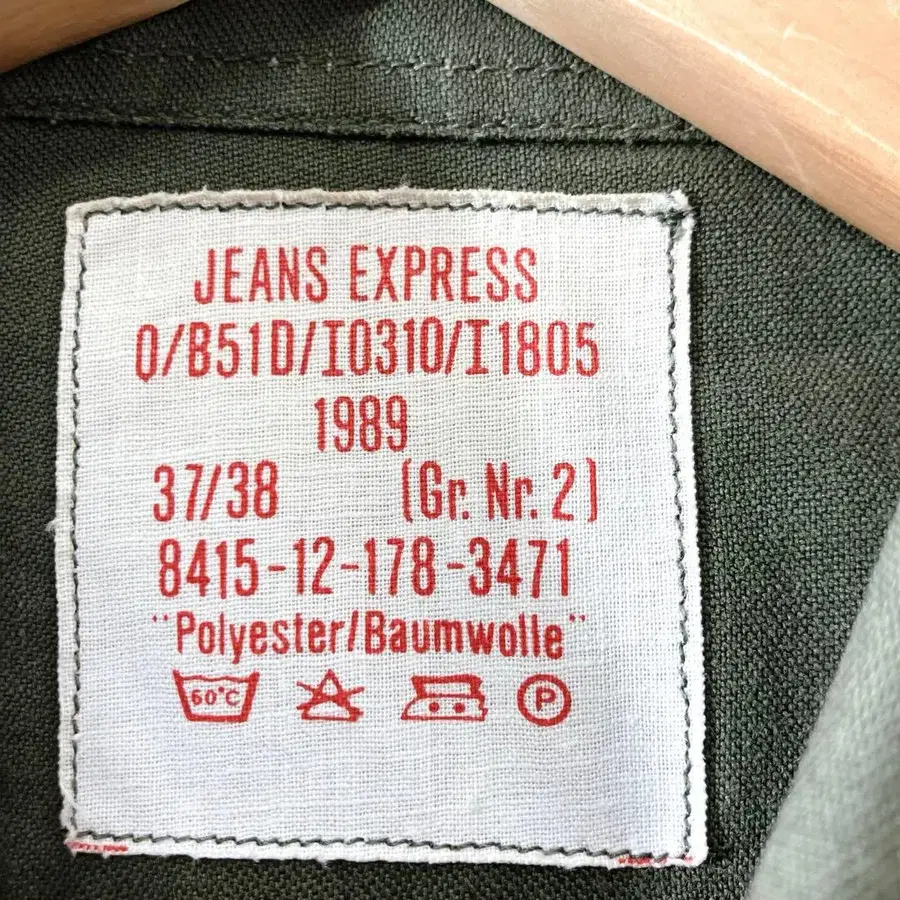 JEANS EXPRESS
0/B51D/I0310/I1805
1989
37/38 (Gr. Nr. 2)
8415-12-178-3471
"Polyester/Baumwolle"
60°C P